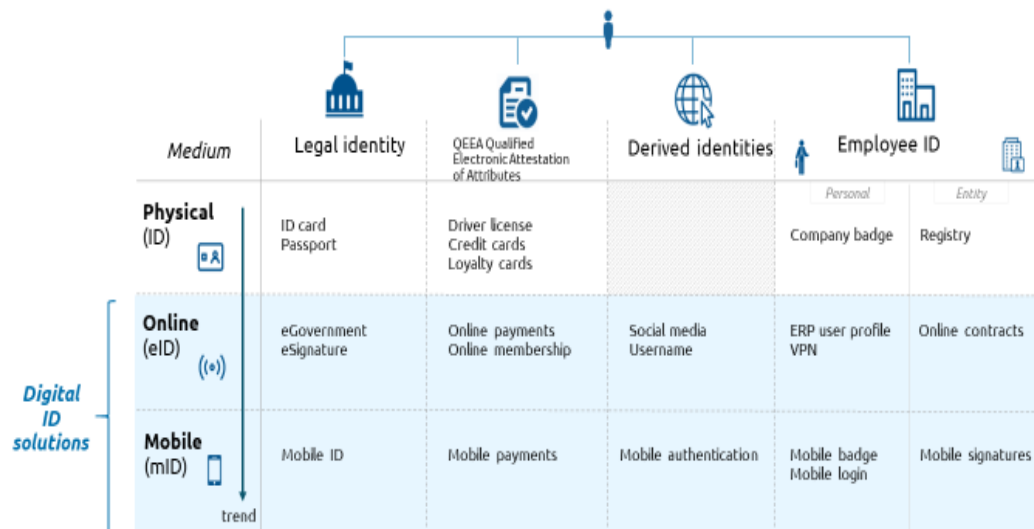 Medium
Legal identity
QEEA Qualified
Electronic Attestation
of Attributes
Derived identities
Employee ID
Personal
Entity
Physical
(ID)
ID card
Passport
Driver license
Credit cards
Loyalty cards
Company badge
Registry
Digital
ID
solutions
Online
(eID)
eGovernment
eSignature
Online payments
Online membership
Social media
Username
ERP user profile
VPN
Online contracts
Mobile
(mID)
Mobile ID
Mobile payments
Mobile authentication
Mobile badge
Mobile login
Mobile signatures
trend